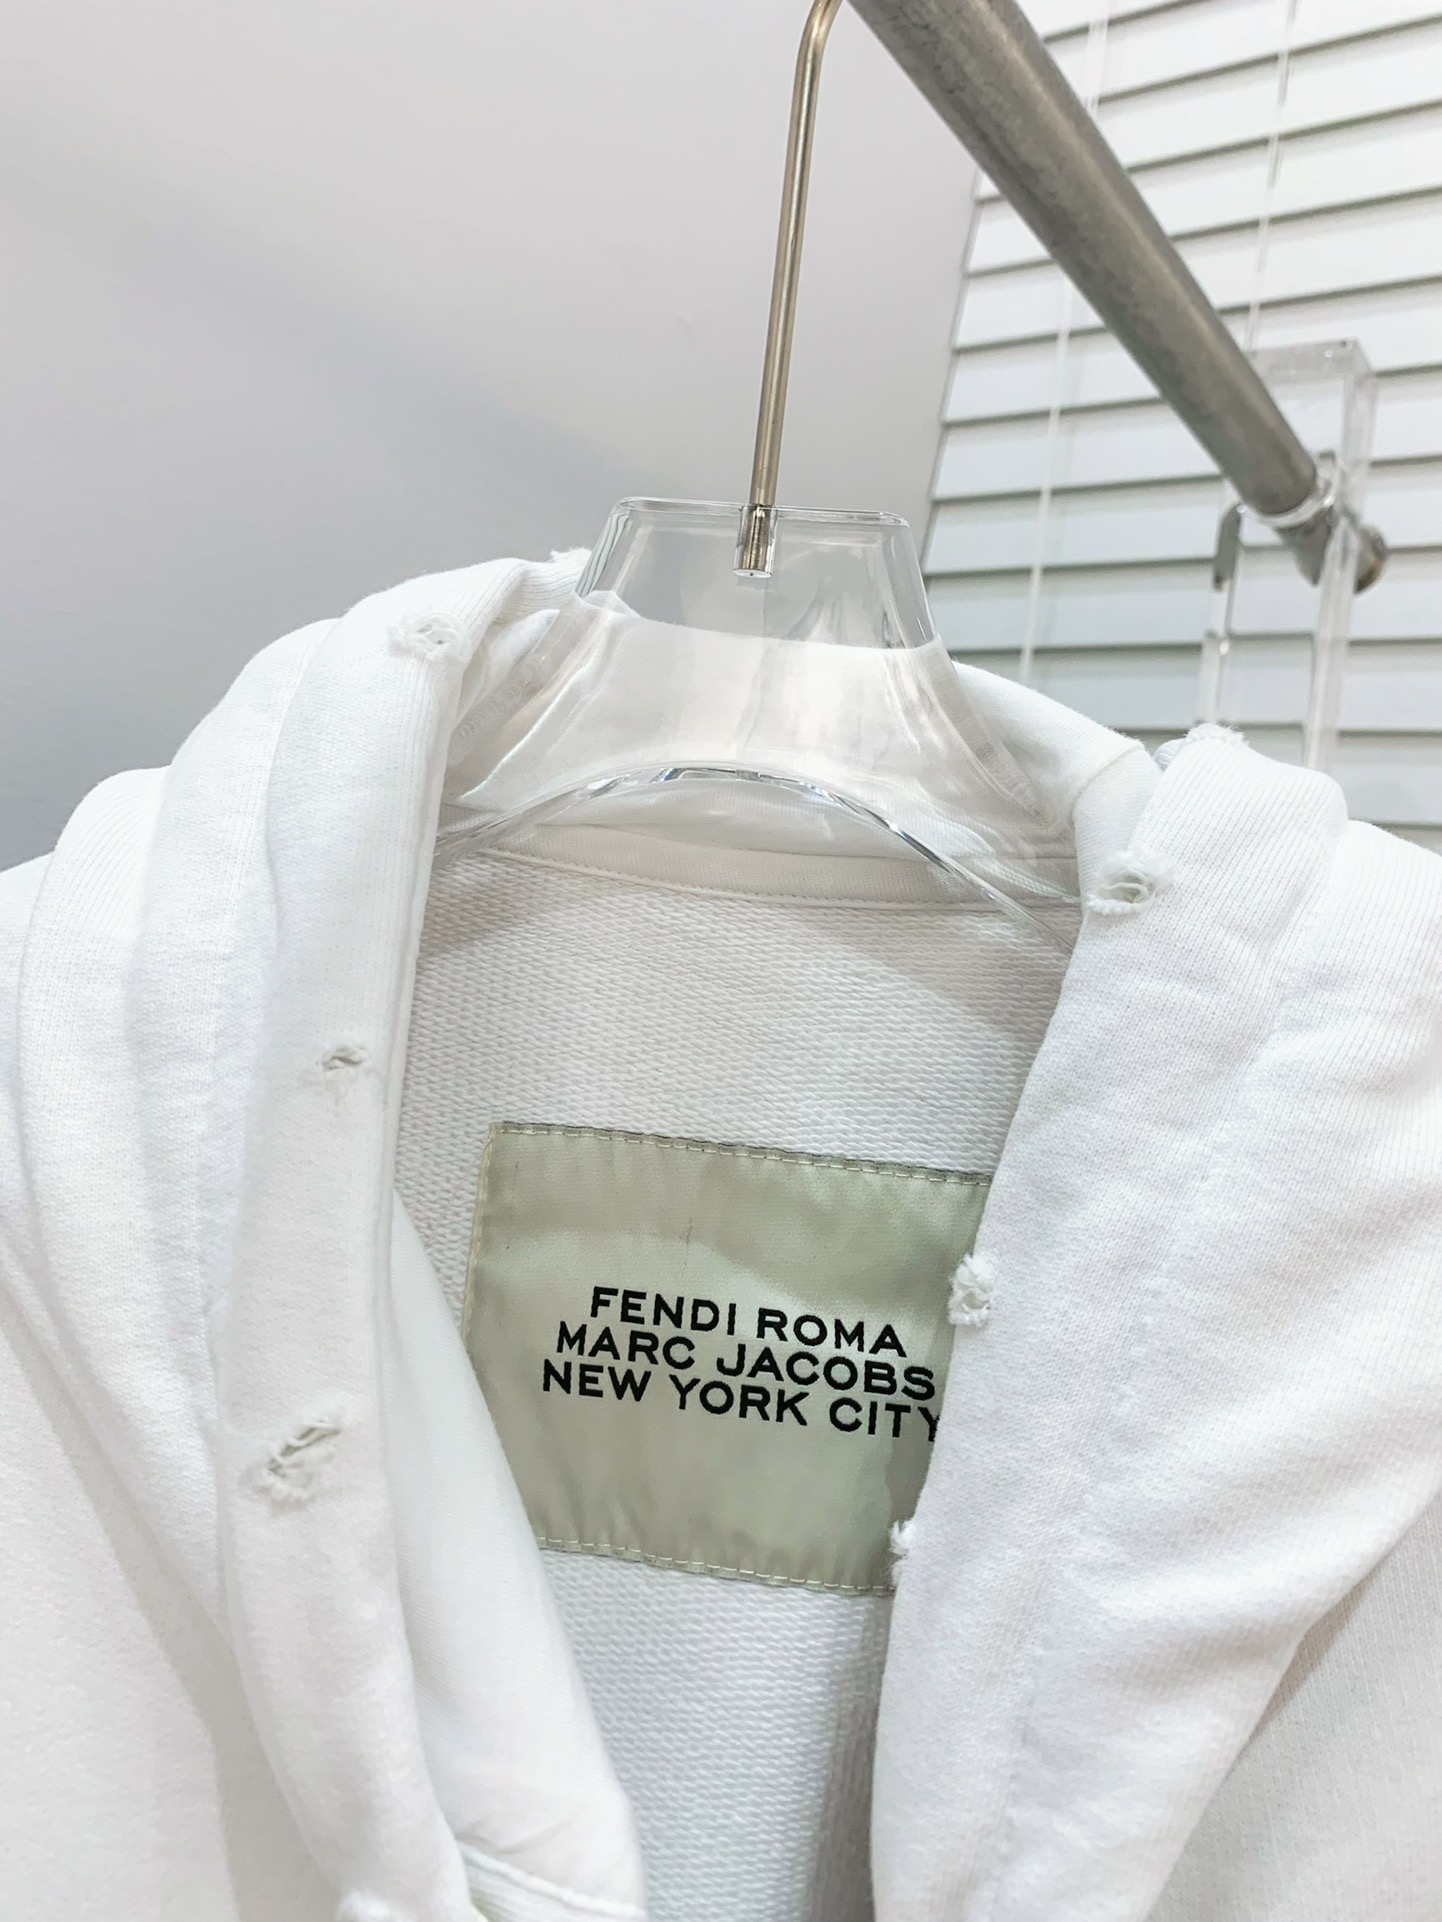 FENDI ROMA
MARC JACOBS
NEW YORK CITY